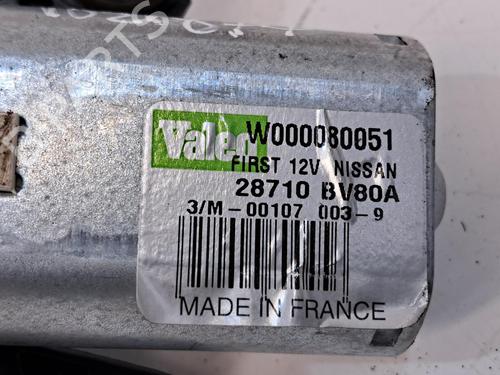 Valeo
W000080051
FIRST 12V NISSAN
28710 BV80A
3/M-00107 003-9
MADE IN FRANCE